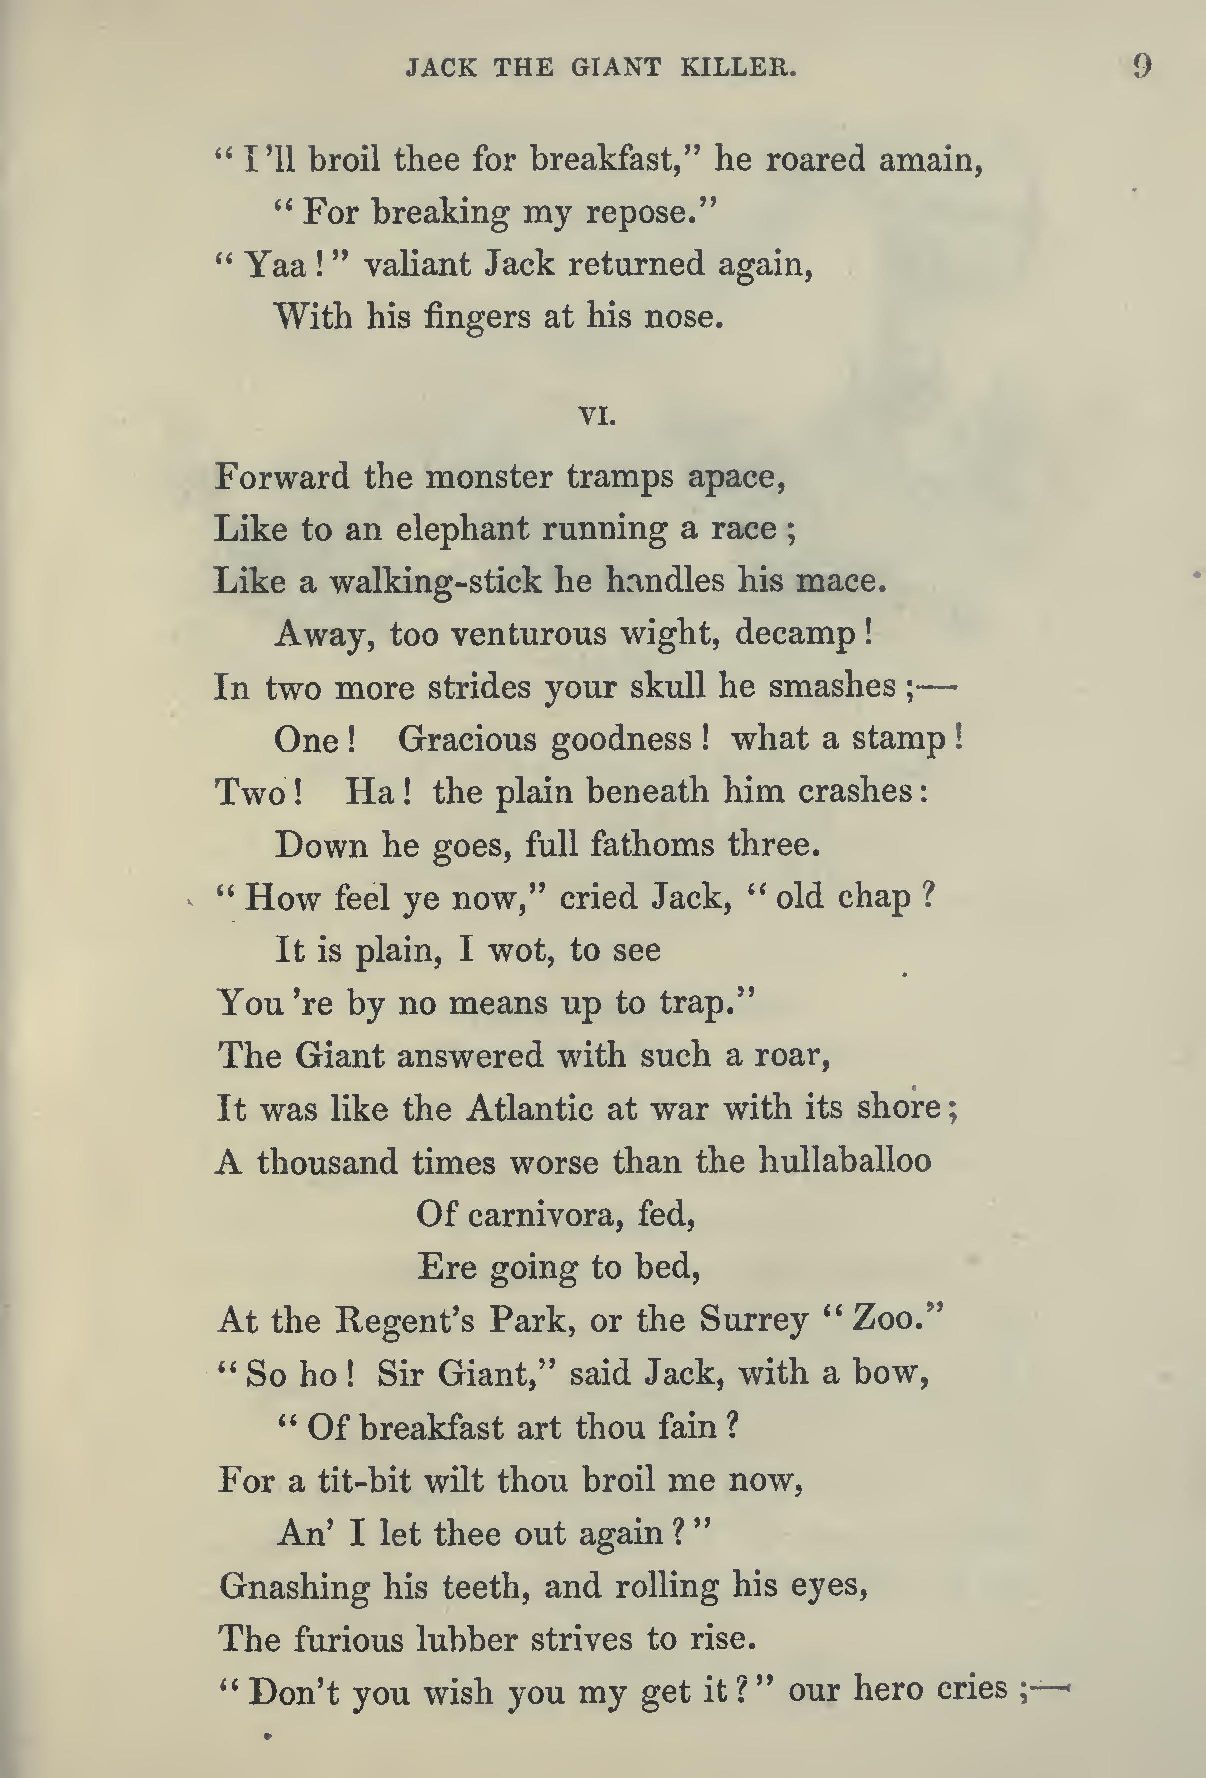 JACK THE GIANT KILLER. 9
“ I ’ll broil thee for breakfast,” he roared amain,
“ For breaking my repose.”
“ Yaa ! ” valiant Jack returned again,
With his fingers at his nose.
VI.
Forward the monster tramps apace,
Like to an elephant running a race ;
Like a walking-stick he handles his mace.
Away, too venturous wight, decamp !
In two more strides your skull he smashes ;—
One ! Gracious goodness ! what a stamp !
Two ! Ha ! the plain beneath him crashes :
Down he goes, full fathoms three.
“ How feel ye now,” cried Jack, “ old chap ?
It is plain, I wot, to see
You ’re by no means up to trap.”
The Giant answered with such a roar,
It was like the Atlantic at war with its shore ;
A thousand times worse than the hullaballoo
Of carnivora, fed,
Ere going to bed,
At the Regent’s Park, or the Surrey “ Zoo.”
“ So ho ! Sir Giant,” said Jack, with a bow,
“ Of breakfast art thou fain ?
For a tit-bit wilt thou broil me now,
An’ I let thee out again ? ”
Gnashing his teeth, and rolling his eyes,
The furious lubber strives to rise.
“ Don’t you wish you my get it ? ” our hero cries ;—